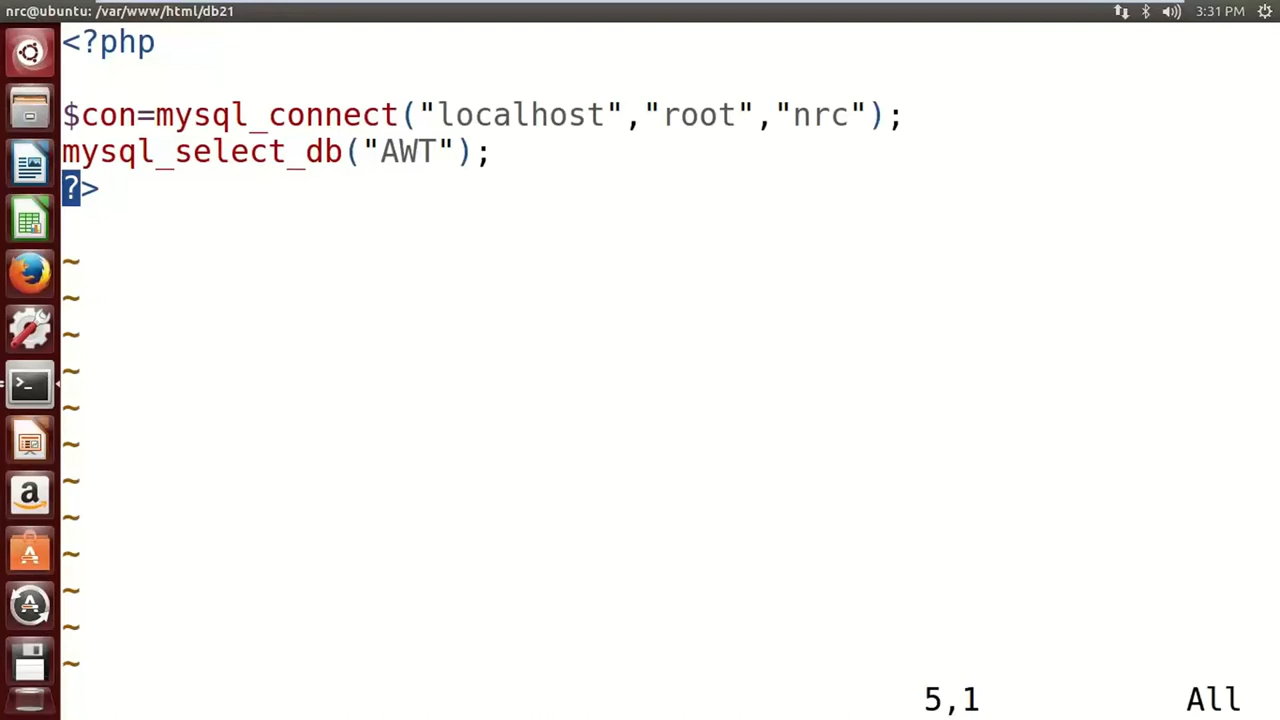 nrc@ubuntu: /var/www/html/db21
3:31 PM
<?php
$con=mysql_connect("localhost","root","nrc");
mysql_select_db("AWT");
?>
~
~
~
~
~
~
~
~
~
~
~
~
5,1 All